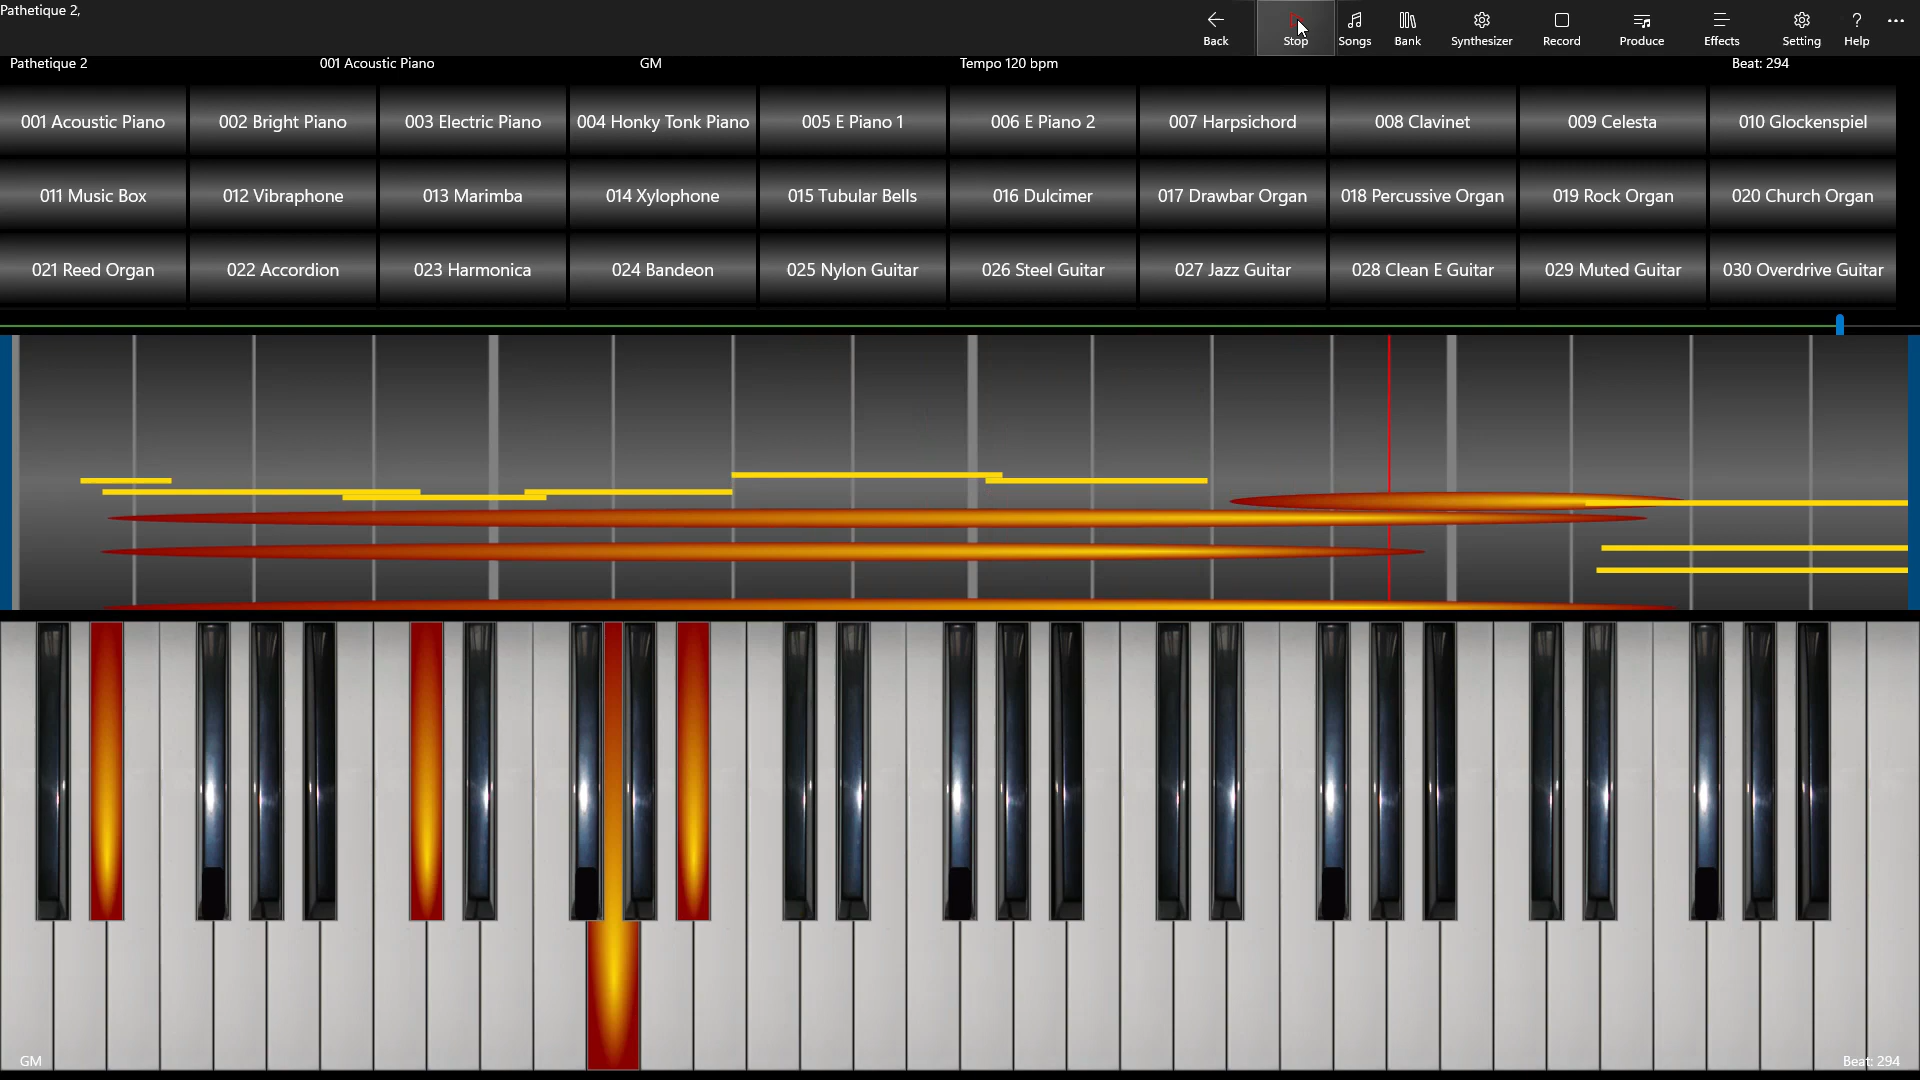 Pathetique 2,
Back
Stop
Songs
Bank
Synthesizer
Record
Produce
Effects
Setting
Help
Pathetique 2
001 Acoustic Piano
GM
Tempo 120 bpm
Beat: 294
001 Acoustic Piano
002 Bright Piano
003 Electric Piano
004 Honky Tonk Piano
005 E Piano 1
006 E Piano 2
007 Harpsichord
008 Clavinet
009 Celesta
010 Glockenspiel
011 Music Box
012 Vibraphone
013 Marimba
014 Xylophone
015 Tubular Bells
016 Dulcimer
017 Drawbar Organ
018 Percussive Organ
019 Rock Organ
020 Church Organ
021 Reed Organ
022 Accordion
023 Harmonica
024 Bandeon
025 Nylon Guitar
026 Steel Guitar
027 Jazz Guitar
028 Clean E Guitar
029 Muted Guitar
030 Overdrive Guitar
GM
Beat: 294